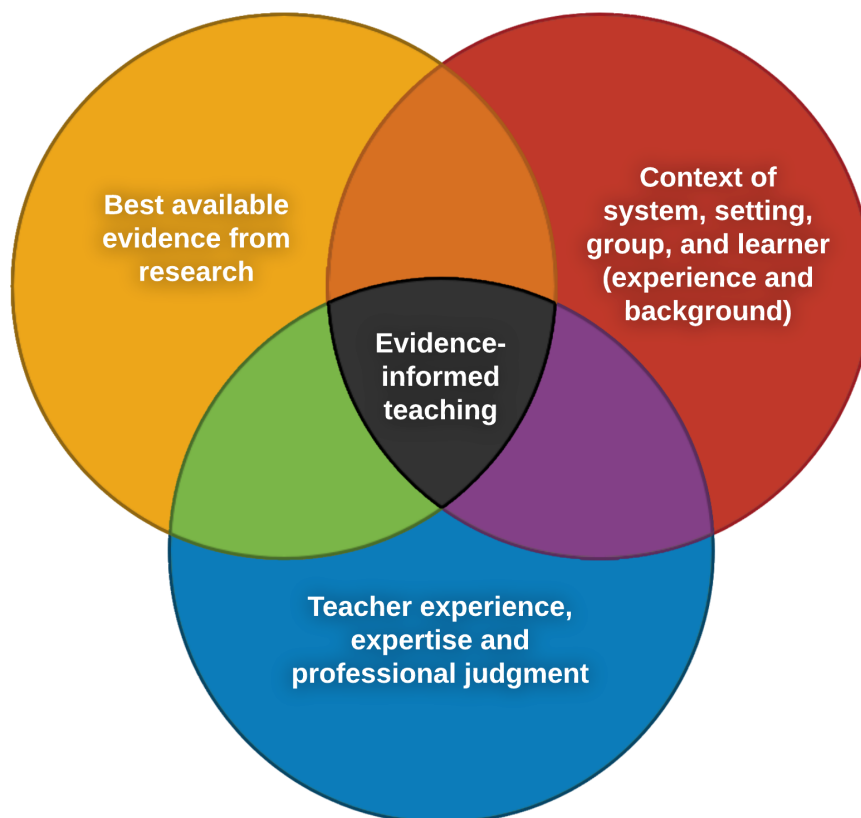 Best available
evidence from
research
Context of
system, setting,
group, and learner
(experience and
background)
Evidence-
informed
teaching
Teacher experience,
expertise and
professional judgment